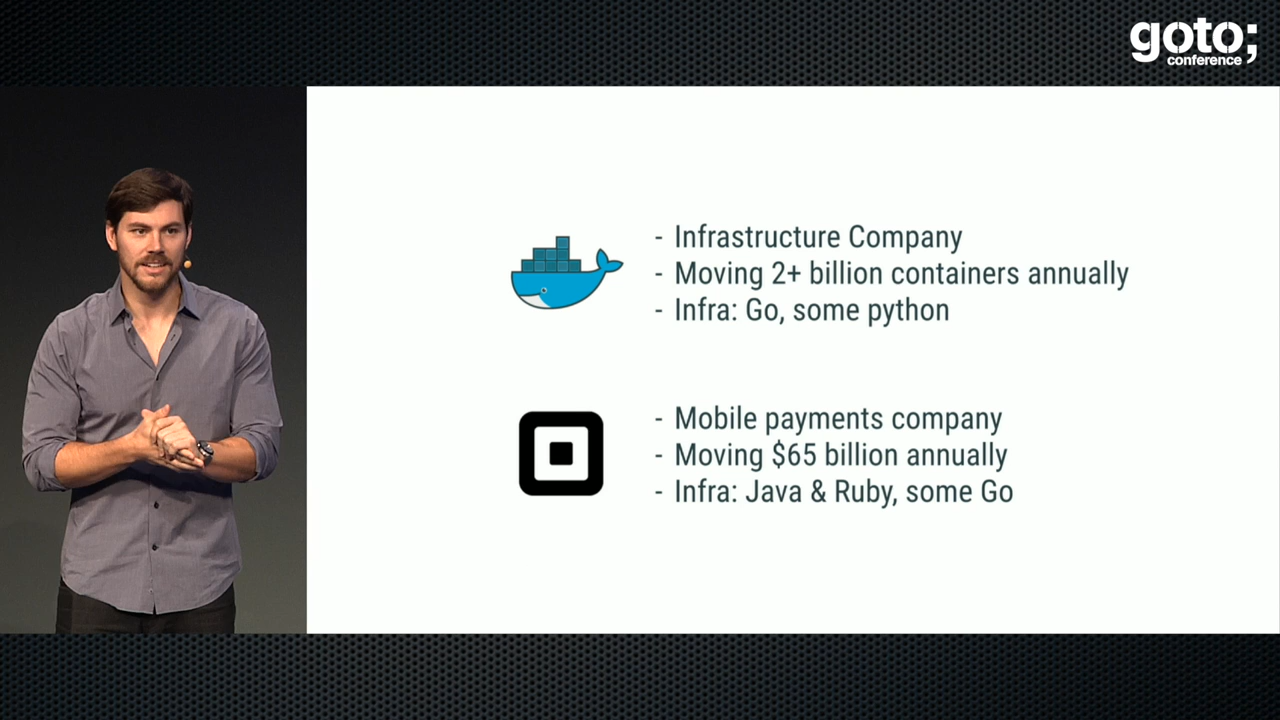 goto;
conference
- Infrastructure Company
- Moving 2+ billion containers annually
- Infra: Go, some python
- Mobile payments company
- Moving $65 billion annually
- Infra: Java & Ruby, some Go